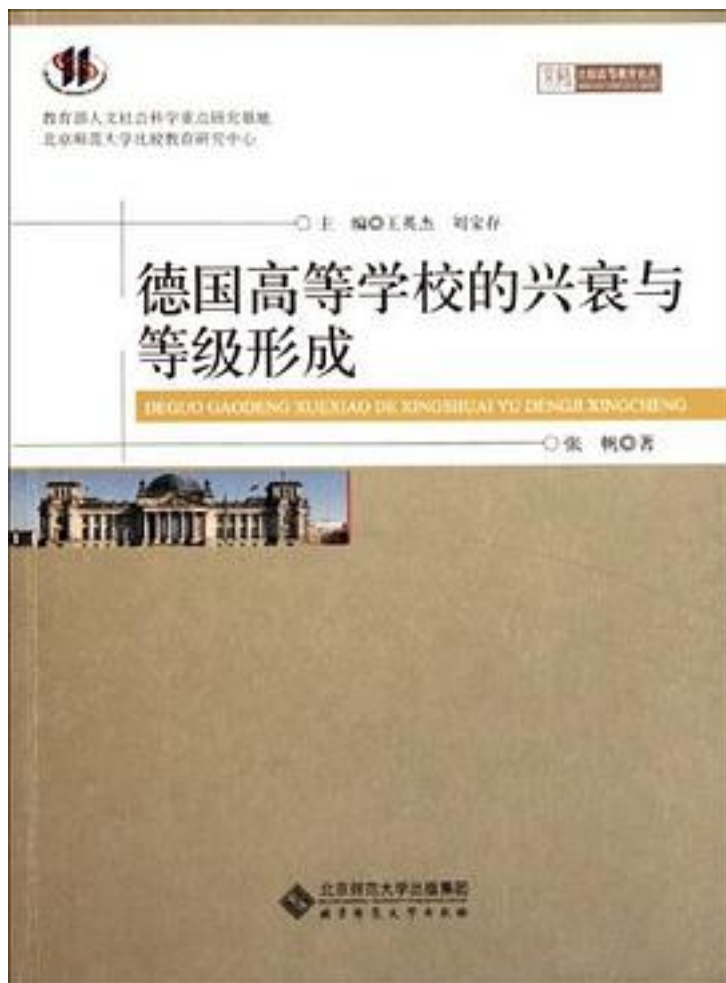 教育部人文社会科学重点研究基地
北京师范大学比较教育研究中心
主 编 王英杰 刘宝存
德国高等学校的兴衰与
等级形成
DEGUO GAODENG XUEXIAO DE XINGSHUAI YU DENGJI XINGCHENG
张 帆 著
北京师范大学出版集团
北京师范大学出版社